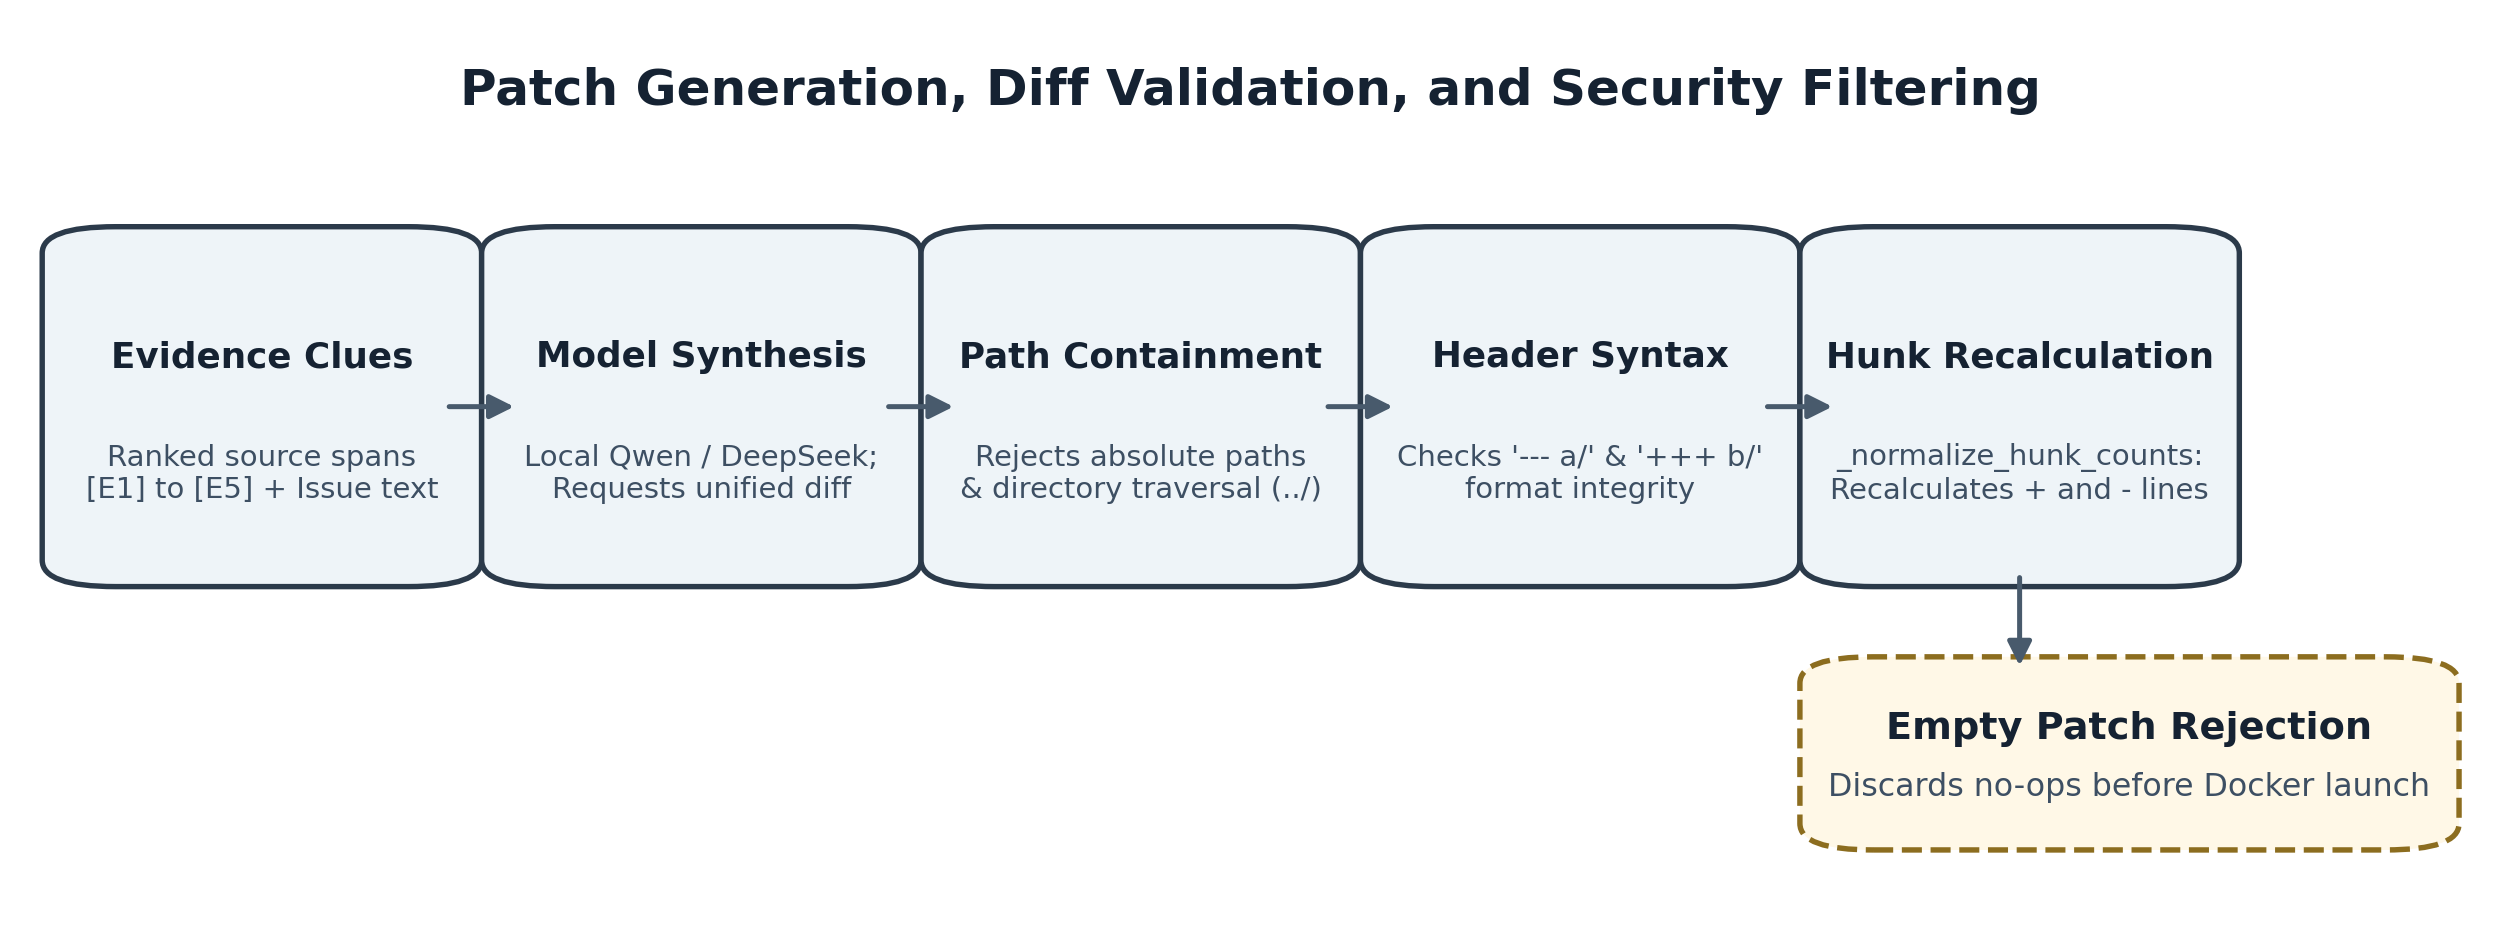 Patch Generation, Diff Validation, and Security Filtering
Evidence Clues
Ranked source spans
[E1] to [E5] + Issue text
Model Synthesis
Local Qwen / DeepSeek;
Requests unified diff
Path Containment
Rejects absolute paths
& directory traversal (../)
Header Syntax
Checks '--- a/' & '+++ b/'
format integrity
Hunk Recalculation
_normalize_hunk_counts:
Recalculates + and - lines
Empty Patch Rejection
Discards no-ops before Docker launch